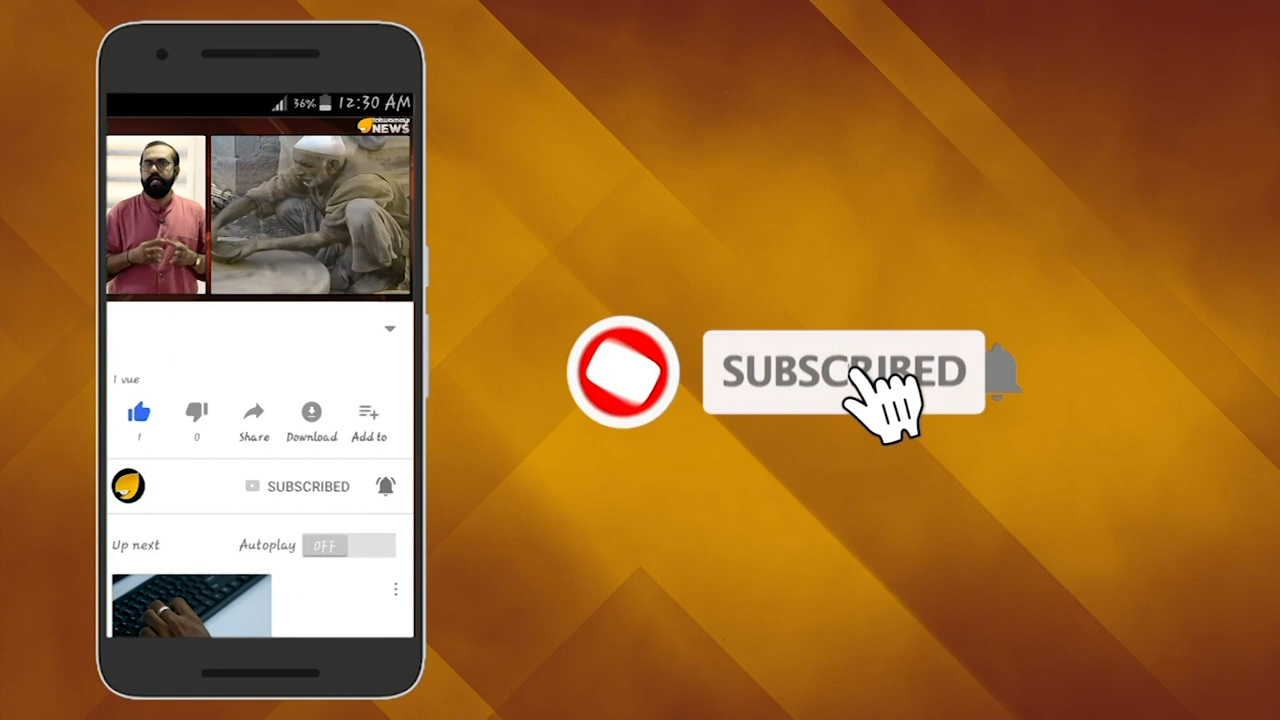 36% 12:30 AM
NEWS
1 vue
1
0
Share
Download
Add to
SUBSCRIBED
Up next
Autoplay
OFF
SUBSCRIBED